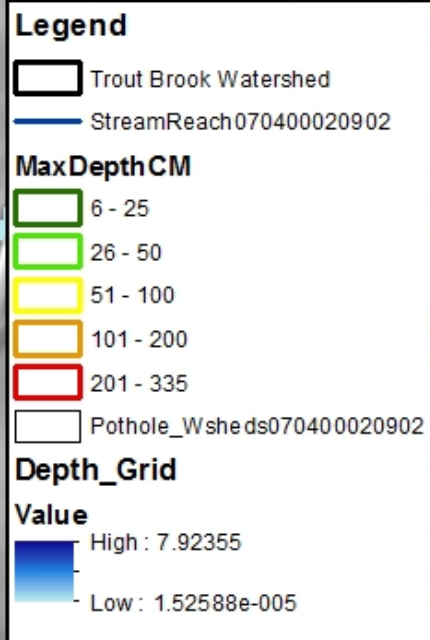 Legend
Trout Brook Watershed
StreamReach070400020902
MaxDepthCM
6 - 25
26 - 50
51 - 100
101 - 200
201 - 335
Pothole_Wsheds070400020902
Depth_Grid
Value
High : 7.92355
Low : 1.52588e-005